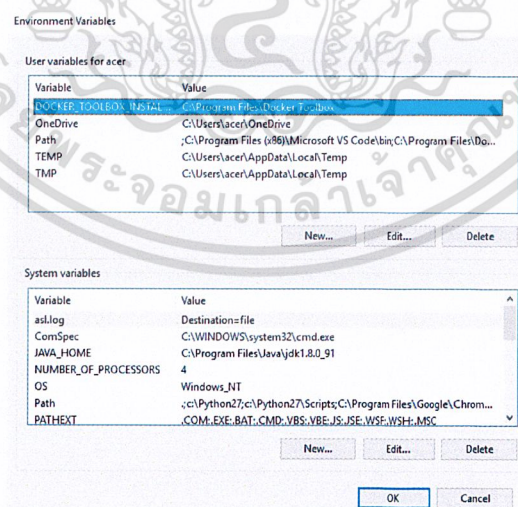 Environment Variables
User variables for acer
Variable Value
DOCKER_TOOLBOX_INSTAL... C:\Program Files\Docker Toolbox
OneDrive C:\Users\acer\OneDrive
Path ;C:\Program Files (x86)\Microsoft VS Code\bin;C:\Program Files\Do...
TEMP C:\Users\acer\AppData\Local\Temp
TMP C:\Users\acer\AppData\Local\Temp
New... Edit... Delete
System variables
Variable Value
asl.log Destination=file
ComSpec C:\WINDOWS\system32\cmd.exe
JAVA_HOME C:\Program Files\Java\jdk1.8.0_91
NUMBER_OF_PROCESSORS 4
OS Windows_NT
Path .;c:\Python27;c:\Python27\Scripts;C:\Program Files\Google\Chrom...
PATHEXT .COM;.EXE;.BAT;.CMD;.VBS;.VBE;.JS;.JSE;.WSF;.WSH;.MSC
New... Edit... Delete
OK Cancel